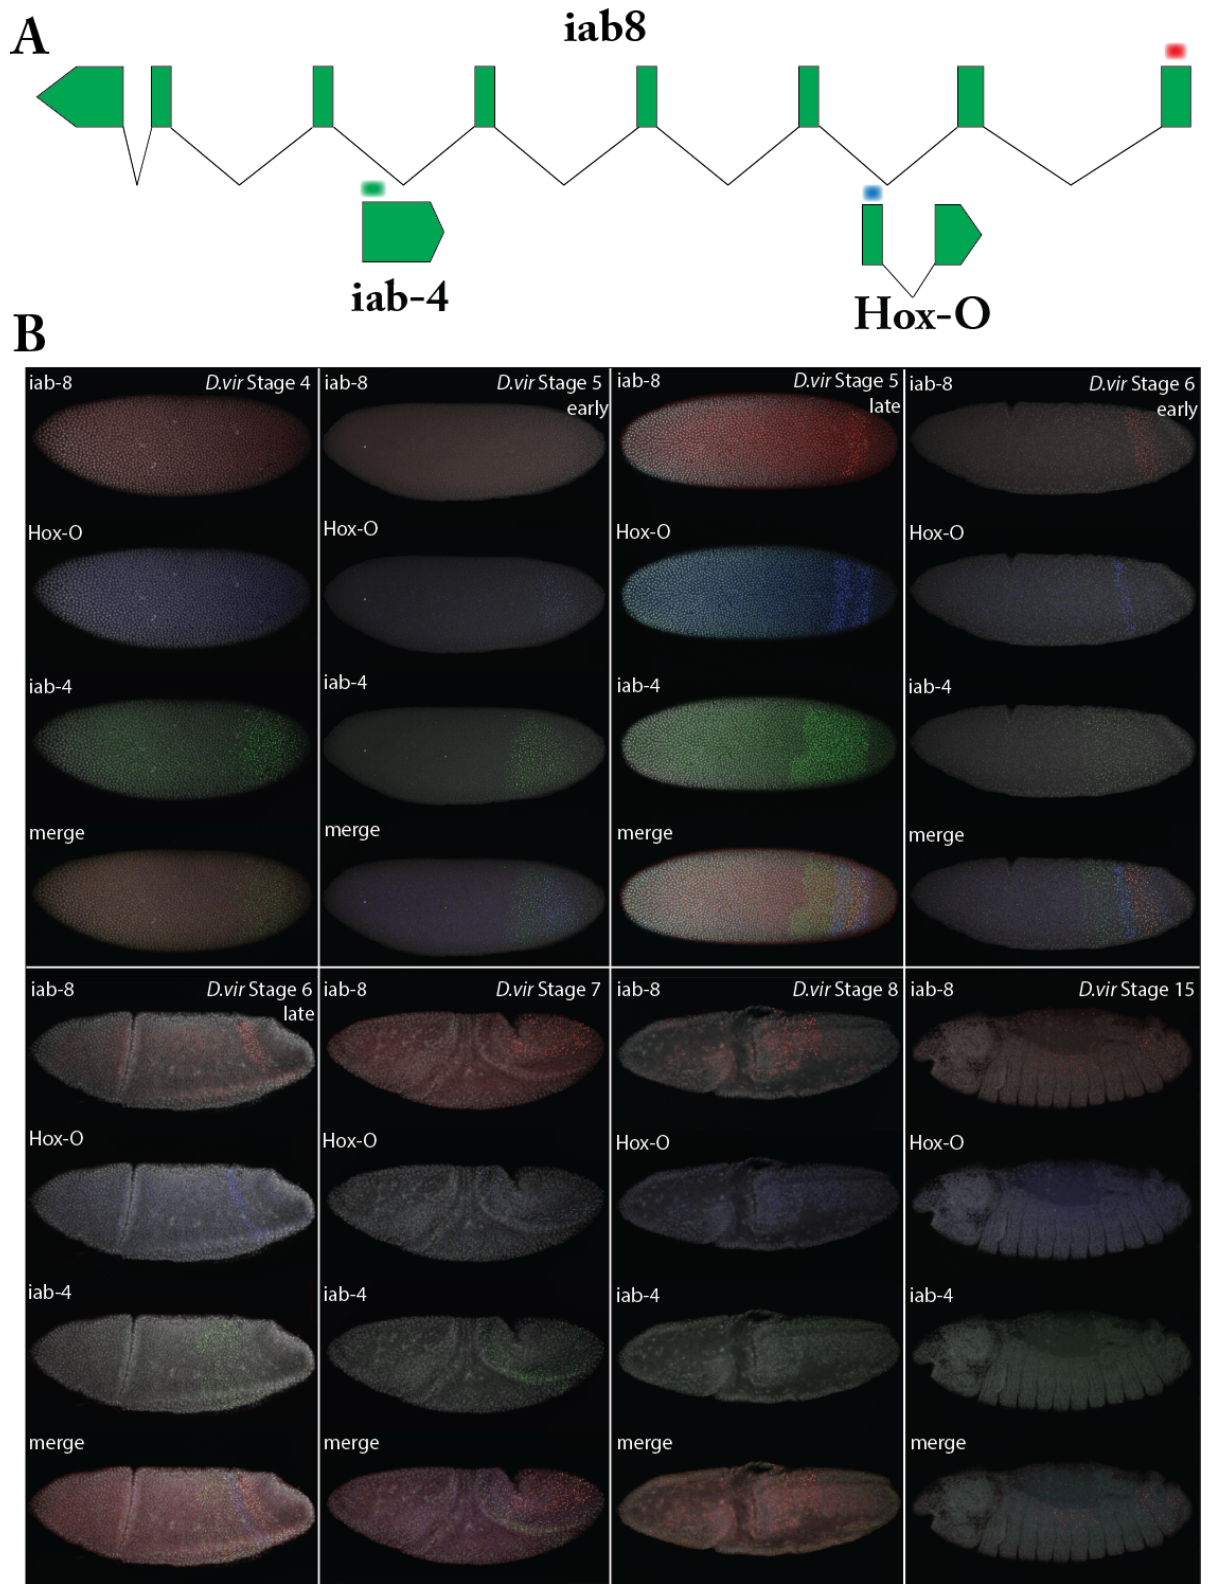 A
iab8
iab-4
Hox-O
B
iab-8 D.vir Stage 4
Hox-O
iab-4
merge
iab-8 D.vir Stage 5
early
Hox-O
iab-4
merge
iab-8 D.vir Stage 5
late
Hox-O
iab-4
merge
iab-8 D.vir Stage 6
early
Hox-O
iab-4
merge
iab-8 D.vir Stage 6
late
Hox-O
iab-4
merge
iab-8 D.vir Stage 7
Hox-O
iab-4
merge
iab-8 D.vir Stage 8
Hox-O
iab-4
merge
iab-8 D.vir Stage 15
Hox-O
iab-4
merge